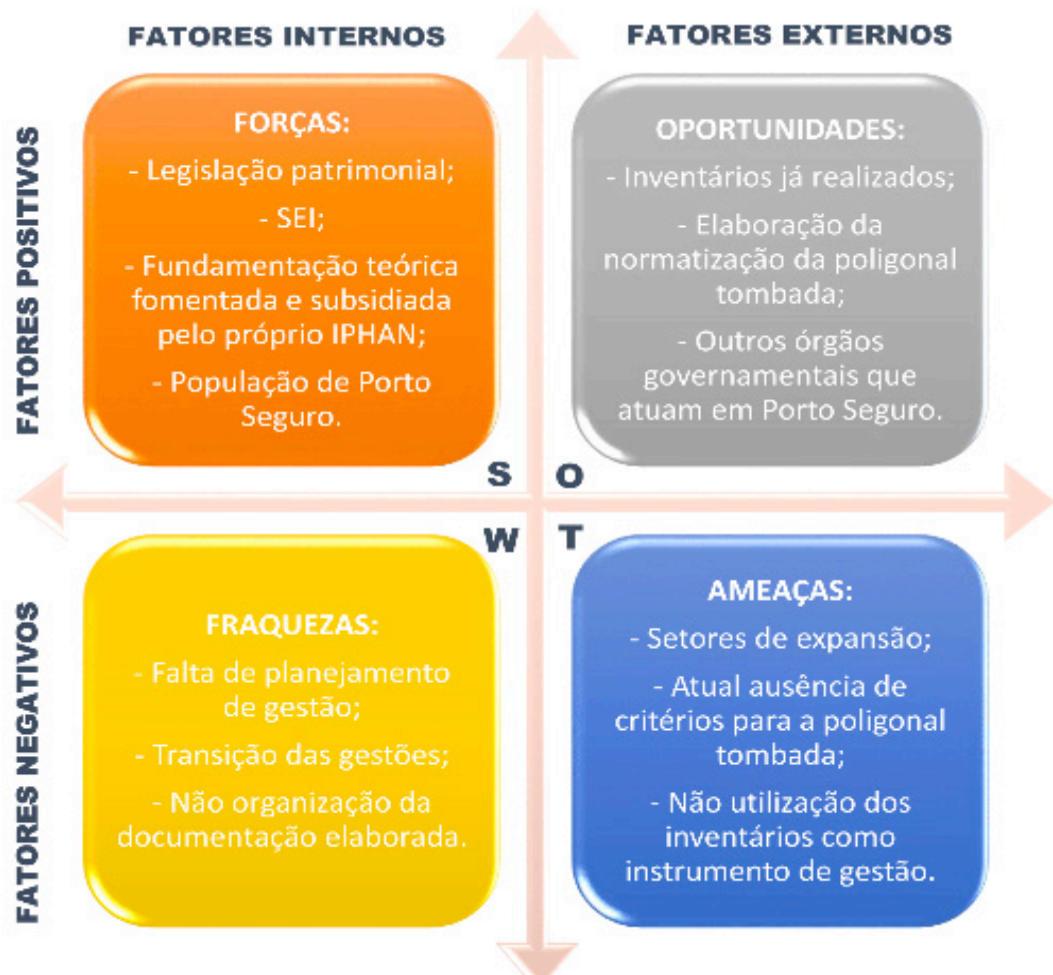 FATORES INTERNOS
FATORES EXTERNOS
FATORES POSITIVOS
FORÇAS:
- Legislação patrimonial;
- SEI;
- Fundamentação teórica
fomentada e subsidiada
pelo próprio IPHAN;
- População de Porto
Seguro.
OPORTUNIDADES:
- Inventários já realizados;
- Elaboração da
normatização da poligonal
tombada;
- Outros órgãos
governamentais que
atuam em Porto Seguro.
S
O
W
T
FATORES NEGATIVOS
FRAQUEZAS:
- Falta de planejamento
de gestão;
- Transição das gestões;
- Não organização da
documentação elaborada.
AMEAÇAS:
- Setores de expansão;
- Atual ausência de
critérios para a poligonal
tombada;
- Não utilização dos
inventários como
instrumento de gestão.